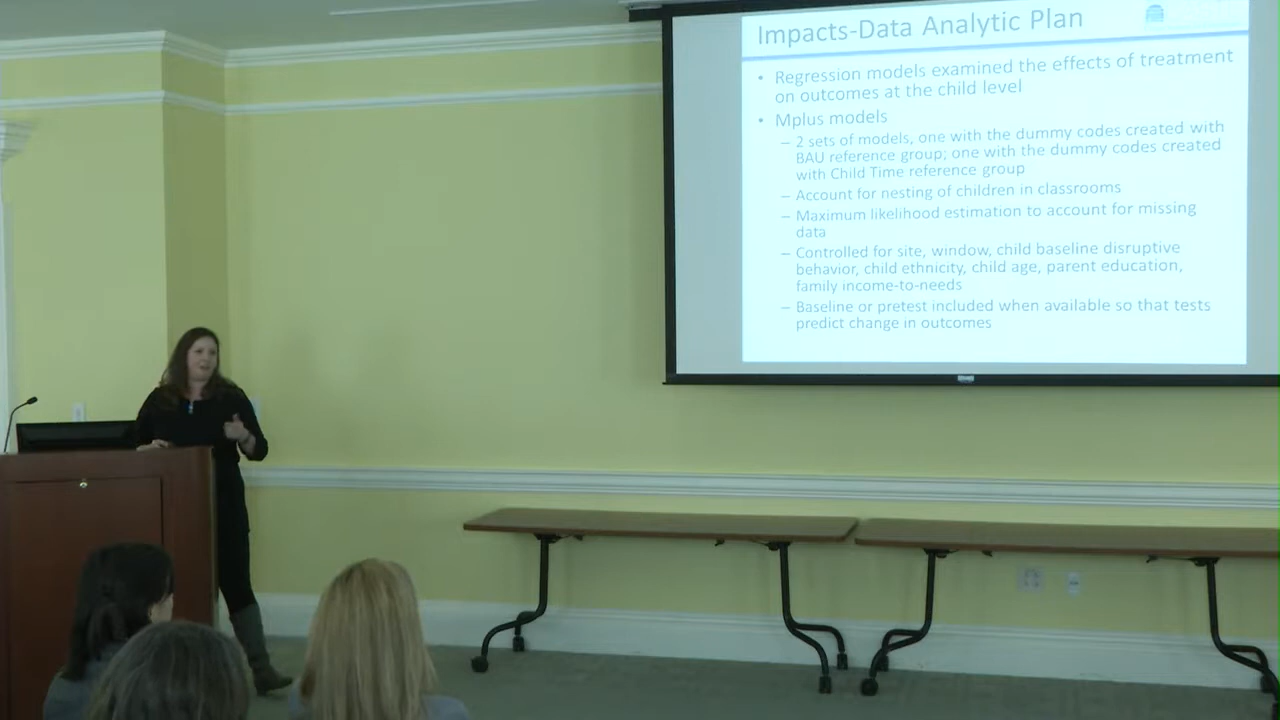 Impacts-Data Analytic Plan
• Regression models examined the effects of treatment
on outcomes at the child level
• Mplus models
– 2 sets of models, one with the dummy codes created with
BAU reference group; one with the dummy codes created
with Child Time reference group
– Account for nesting of children in classrooms
– Maximum likelihood estimation to account for missing
data
– Controlled for site, window, child baseline disruptive
behavior, child ethnicity, child age, parent education,
family income-to-needs
– Baseline or pretest included when available so that tests
predict change in outcomes